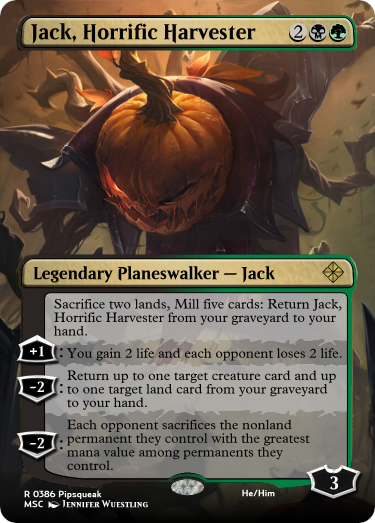 Jack, Horrific Harvester 2
Legendary Planeswalker — Jack
Sacrifice two lands, Mill five cards: Return Jack,
Horrific Harvester from your graveyard to your
hand.
+1: You gain 2 life and each opponent loses 2 life.
Return up to one target creature card and up
-2: to one target land card from your graveyard
to your hand.
Each opponent sacrifices the nonland
-2: permanent they control with the greatest
mana value among permanents they
control.
3
R 0386 Pipsqueak
MSC Jennifer Wuestling
He/Him